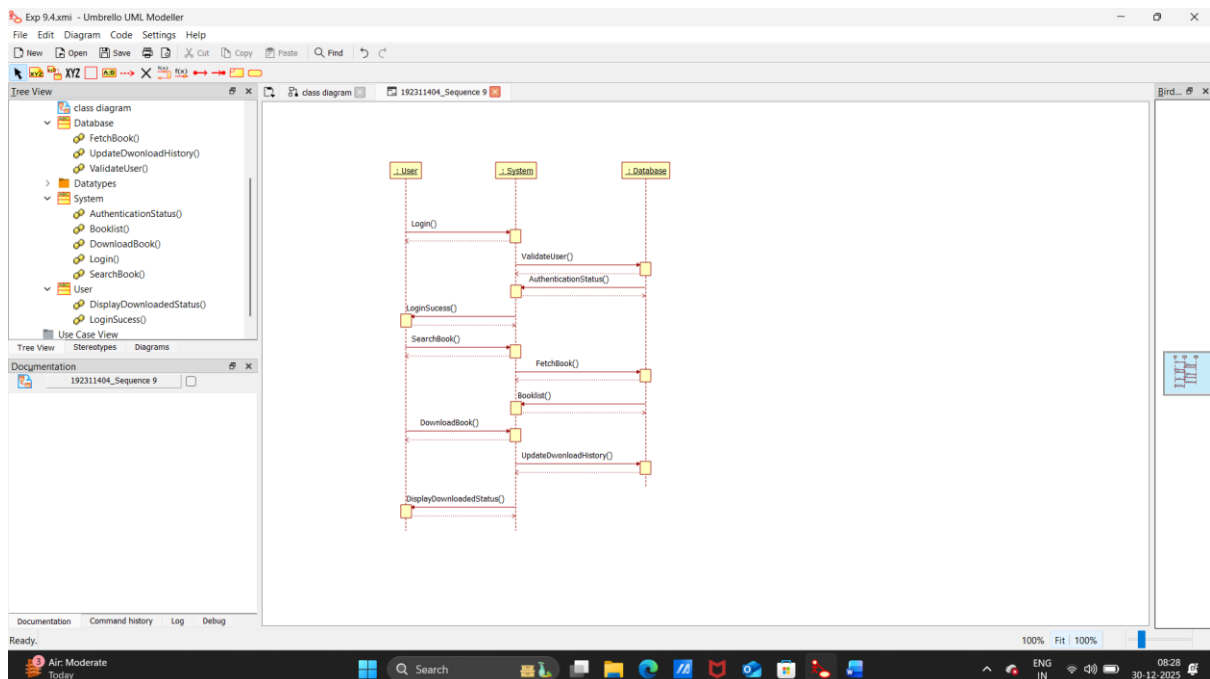 Exp 9.4.xmi - Umbrello UML Modeller
File Edit Diagram Code Settings Help
New Open Save Cut Copy Paste Find
XYZ XYZ A:B f(x)
Tree View
class diagram
Database
FetchBook()
UpdateDwonloadHistory()
ValidateUser()
Datatypes
System
AuthenticationStatus()
Booklist()
DownloadBook()
Login()
SearchBook()
User
DisplayDownloadedStatus()
LoginSucess()
Use Case View
Tree View Stereotypes Diagrams
Documentation
192311404_Sequence 9
Documentation Command history Log Debug
class diagram 192311404_Sequence 9
: User : System : Database
Login()
ValidateUser()
AuthenticationStatus()
LoginSucess()
SearchBook()
FetchBook()
Booklist()
DownloadBook()
UpdateDwonloadHistory()
DisplayDownloadedStatus()
Bird...
Ready.
100% Fit 100%
3
Air: Moderate
Today
Search
ENG
IN
08:28
30-12-2025